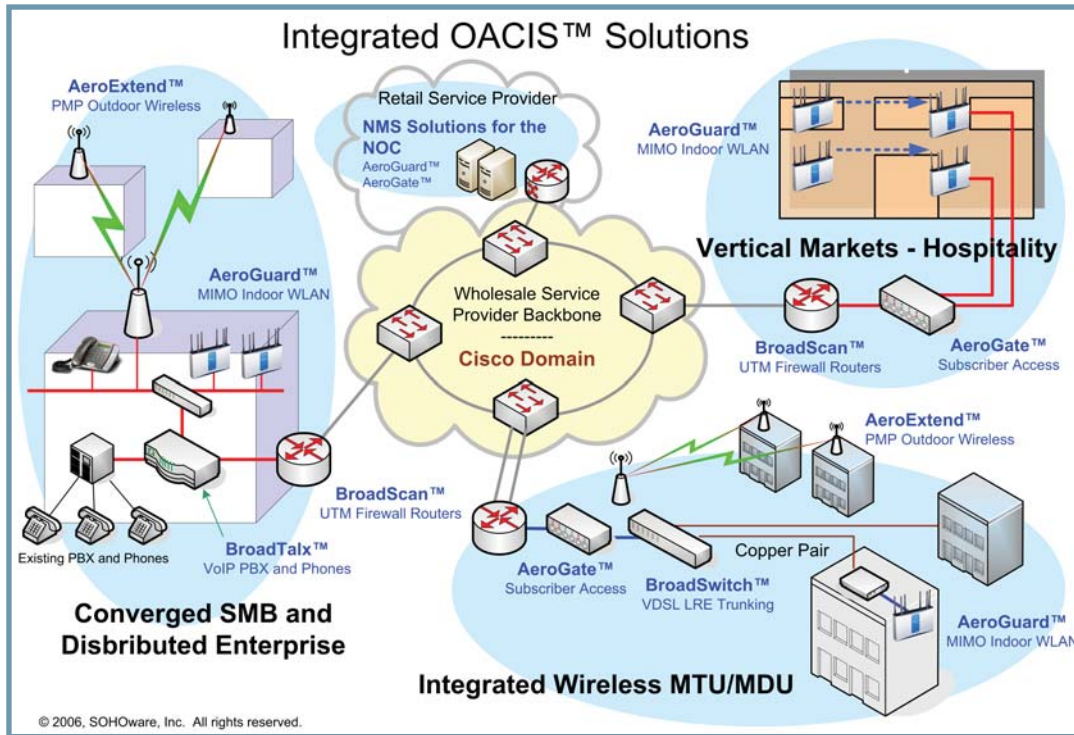 Integrated OACIS™ Solutions
AeroExtend™
PMP Outdoor Wireless
Retail Service Provider
NMS Solutions for the
NOC
AeroGuard™
AeroGate™
AeroGuard™
MIMO Indoor WLAN
Vertical Markets - Hospitality
AeroGuard™
MIMO Indoor WLAN
Wholesale Service
Provider Backbone
---------
Cisco Domain
BroadScan™
UTM Firewall Routers
AeroGate™
Subscriber Access
AeroExtend™
PMP Outdoor Wireless
BroadScan™
UTM Firewall Routers
Existing PBX and Phones
BroadTalx™
VoIP PBX and Phones
AeroGate™
Subscriber Access
BroadSwitch™
VDSL LRE Trunking
Copper Pair
AeroGuard™
MIMO Indoor WLAN
Converged SMB and
Disbributed Enterprise
Integrated Wireless MTU/MDU
© 2006, SOHOware, Inc. All rights reserved.